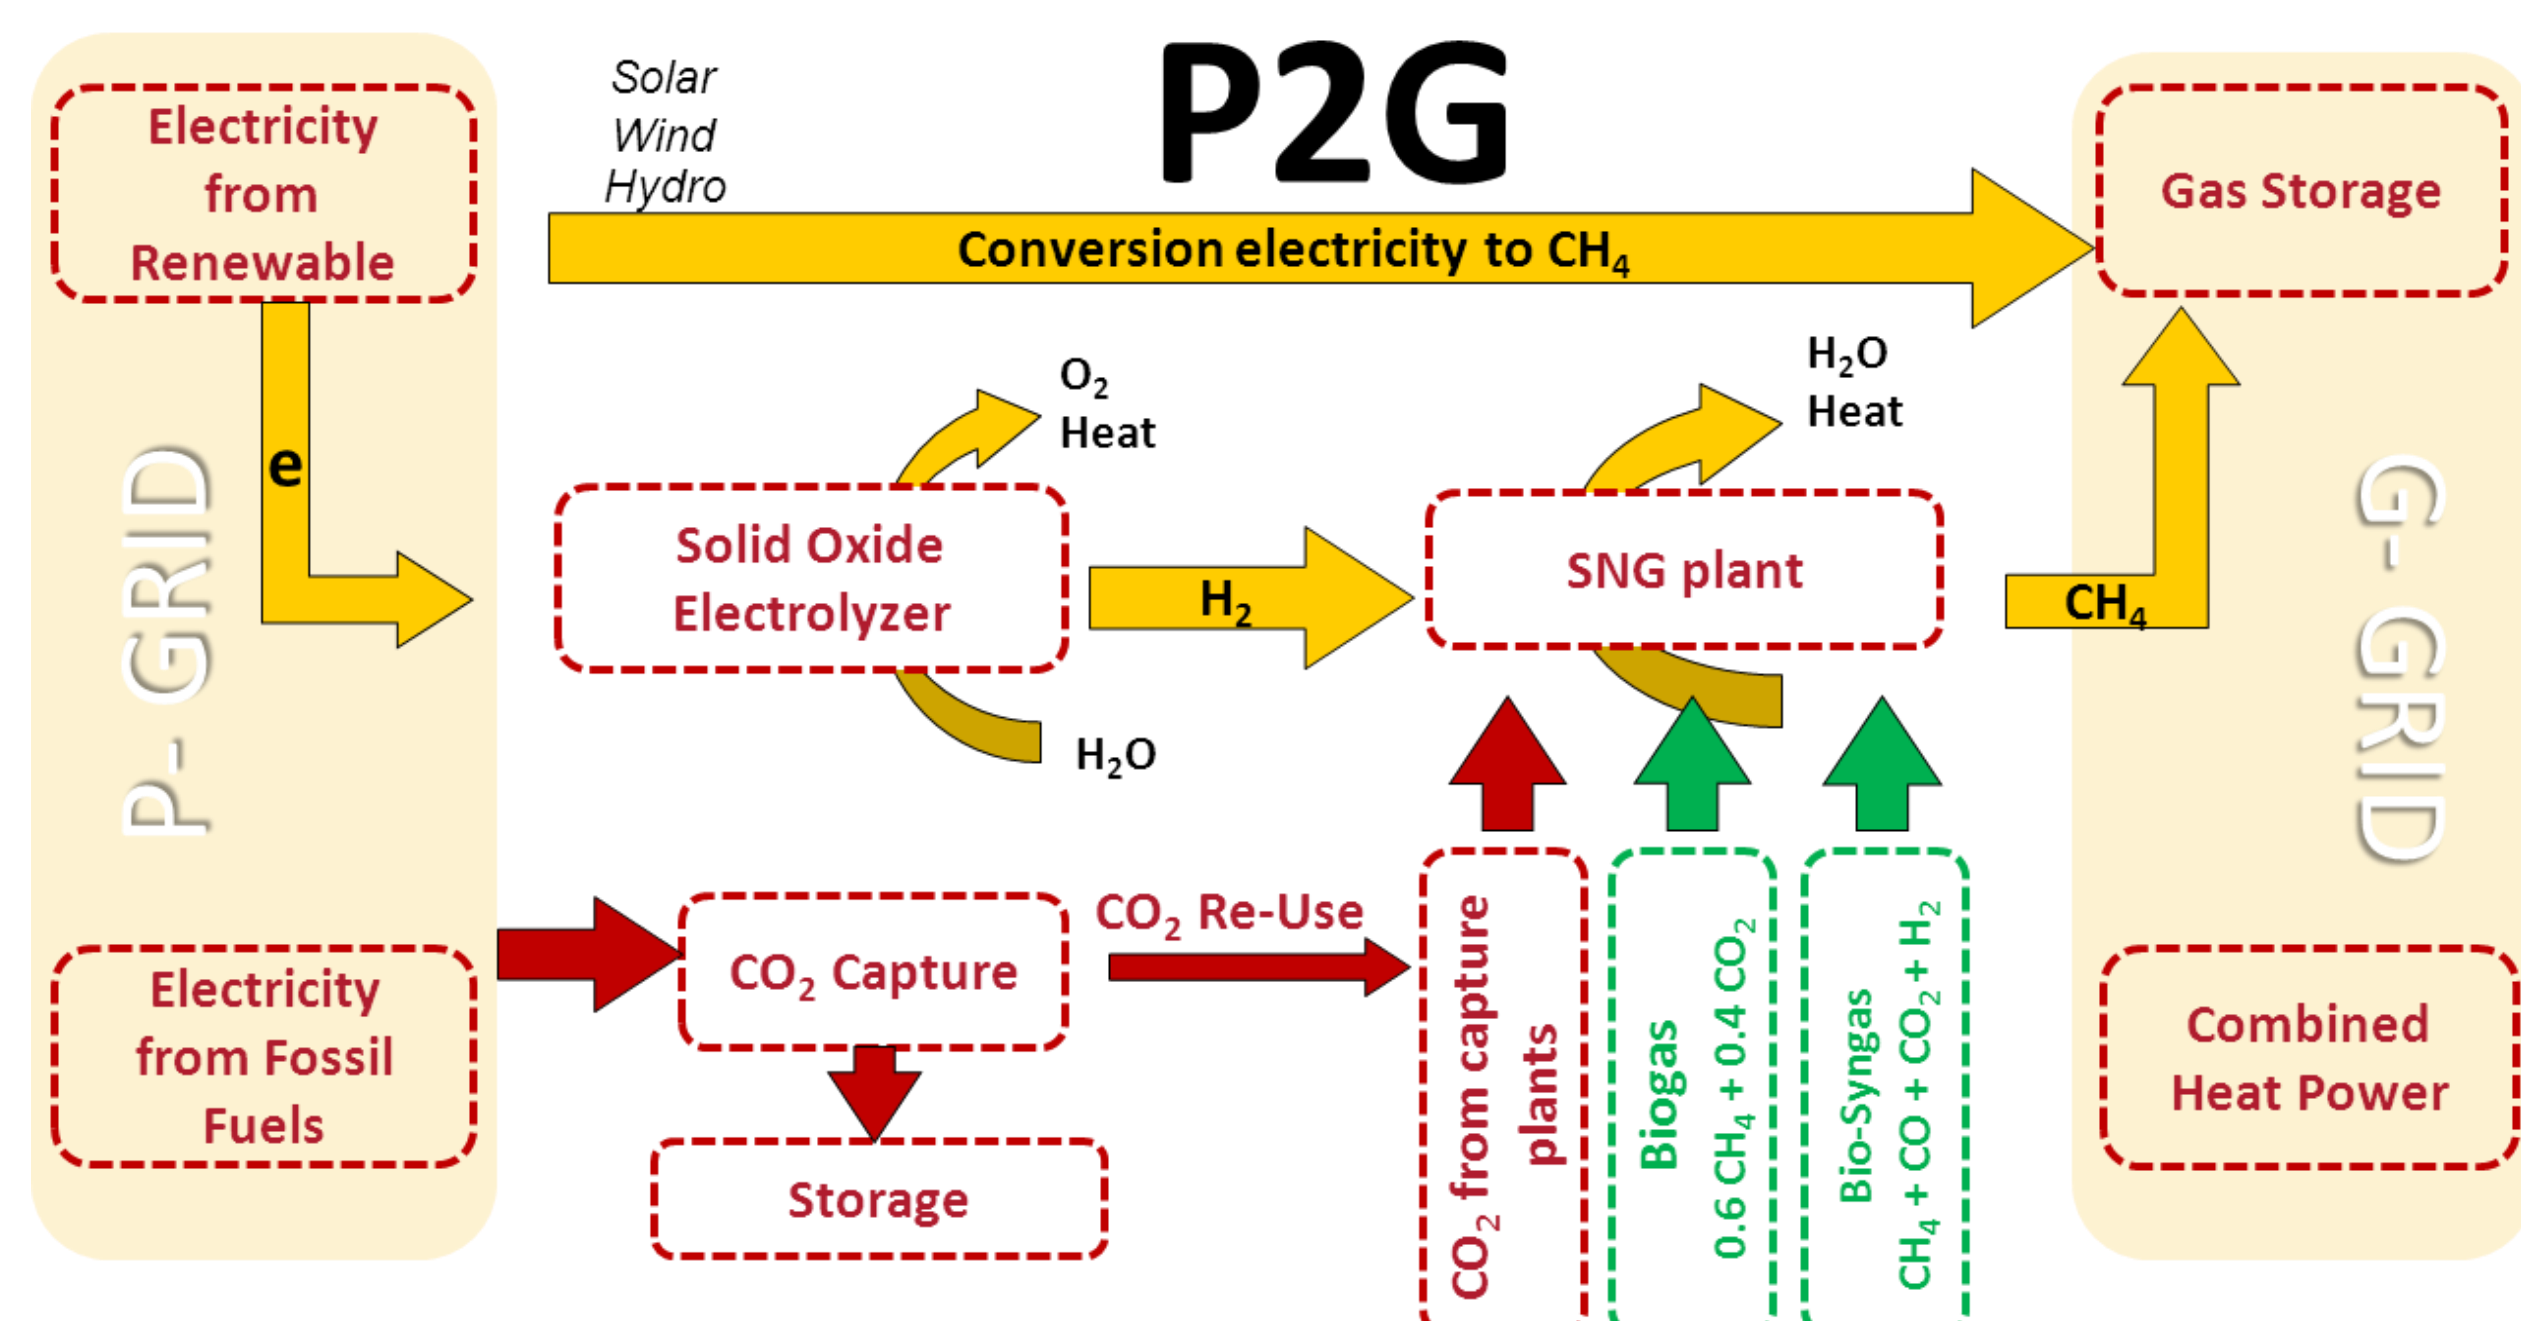 P2G
Solar
Wind
Hydro
Electricity
from
Renewable
Conversion electricity to CH₄
Gas Storage
e
P- GRID
O₂
Heat
Solid Oxide
Electrolyzer
H₂O
H₂
H₂O
Heat
SNG plant
CH₄
G- GRID
Electricity
from Fossil
Fuels
CO₂ Capture
CO₂ Re-Use
Storage
CO₂ from capture
plants
Biogas
0.6 CH₄ + 0.4 CO₂
Bio-Syngas
CH₄ + CO + CO₂ + H₂
Combined
Heat Power